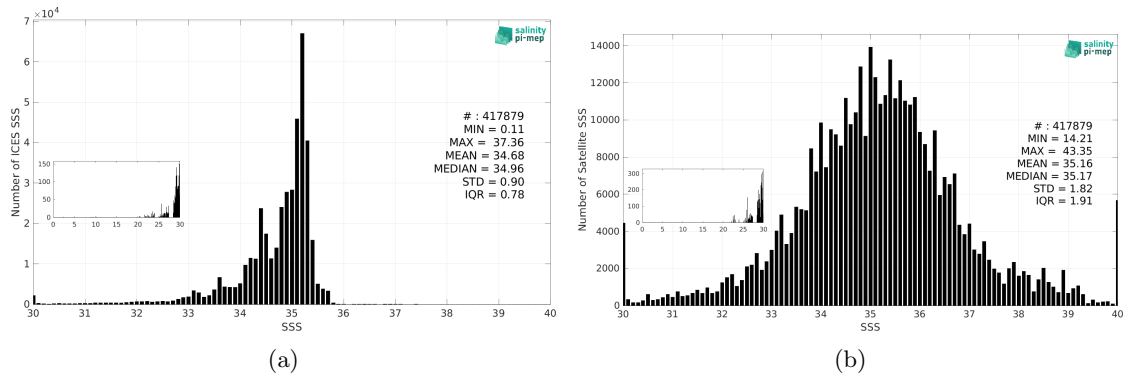 7 ×10⁴
6
5
4
3
2
1
0
Number of ICES SSS
salinity
pi-mep
# : 417879
MIN = 0.11
MAX = 37.36
MEAN = 34.68
MEDIAN = 34.96
STD = 0.90
IQR = 0.78
150
100
50
0
0 5 10 15 20 25 30
30 31 32 33 34 35 36 37 38 39 40
SSS
(a)
14000
12000
10000
8000
6000
4000
2000
0
Number of Satellite SSS
salinity
pi-mep
# : 417879
MIN = 14.21
MAX = 43.35
MEAN = 35.16
MEDIAN = 35.17
STD = 1.82
IQR = 1.91
300
200
100
0
0 5 10 15 20 25 30
30 31 32 33 34 35 36 37 38 39 40
SSS
(b)